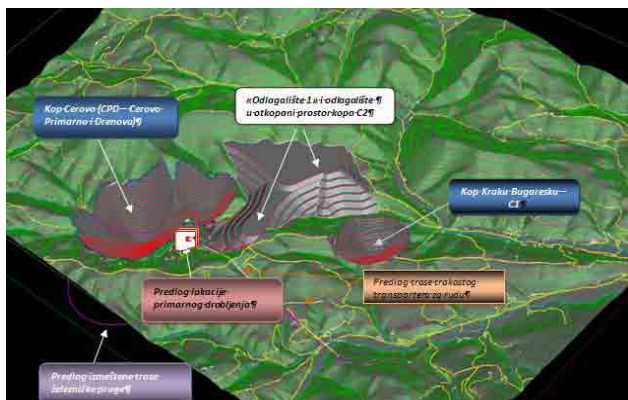 Kop Cerovo (CPD—Cerovo
Primarno i Drenova)¶
«Odlagalište 1» i odlagalište ¶
u otkopani prostor kopa C2¶
Kop Kraku Bugaresku—
C1¶
Predlog lokacije
primarnog drobljenja¶
Predlog trase trakastog
transportera za rudu¶
Predlog izmeštene trase
železničke pruge¶